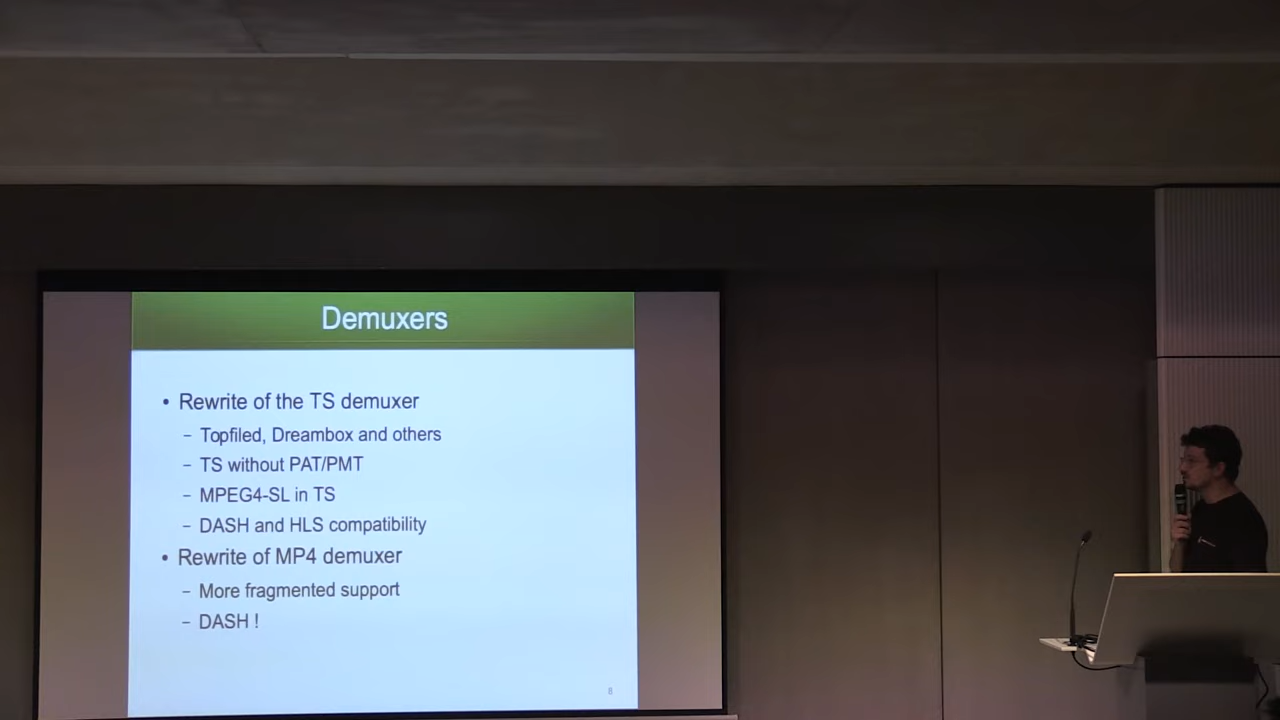 Demuxers
• Rewrite of the TS demuxer
– Topfiled, Dreambox and others
– TS without PAT/PMT
– MPEG4-SL in TS
– DASH and HLS compatibility
• Rewrite of MP4 demuxer
– More fragmented support
– DASH !
8